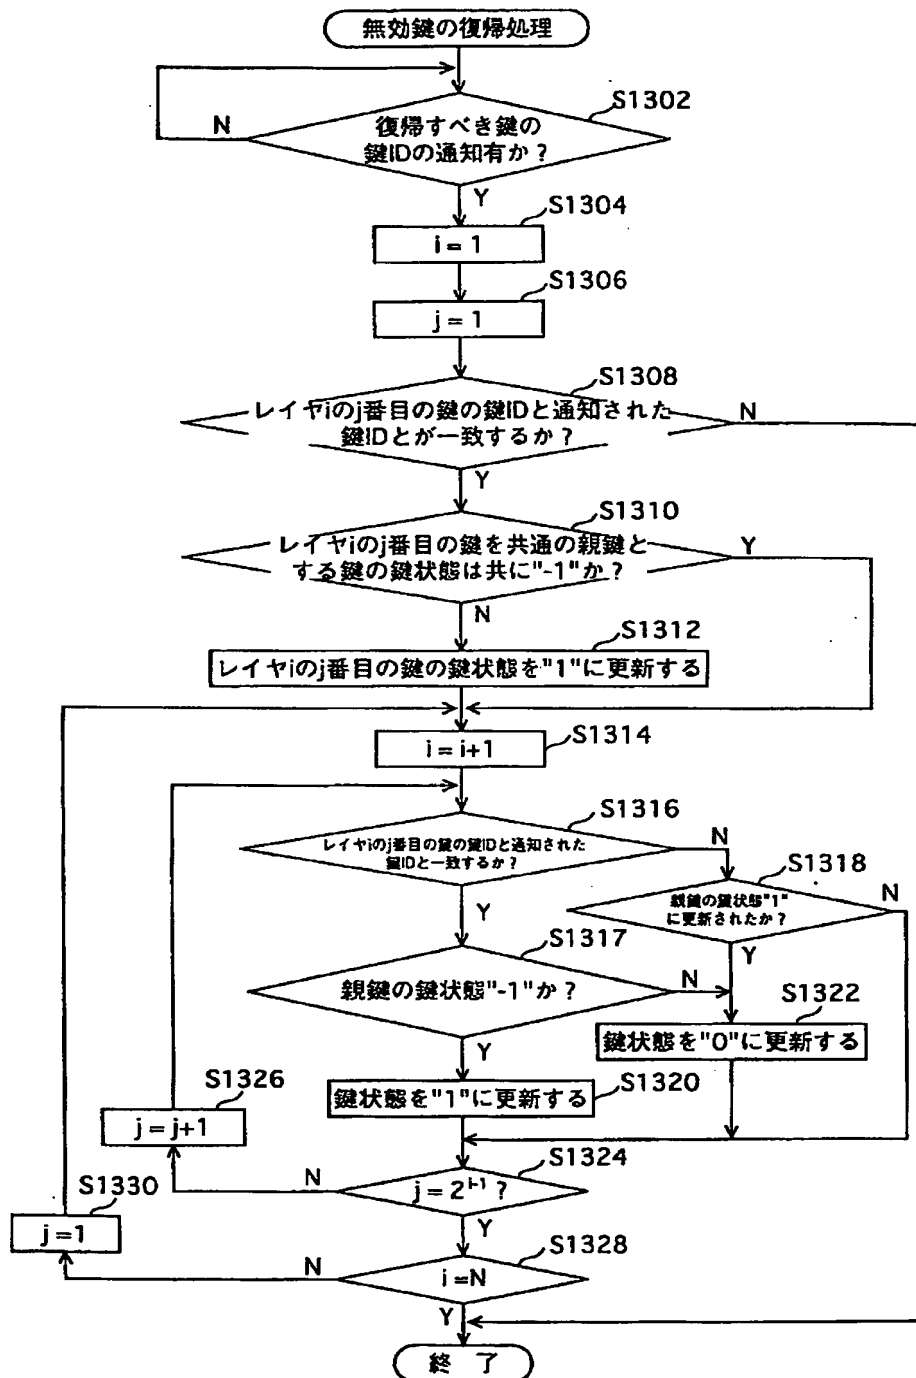 無効鍵の復帰処理
S1302
N
復帰すべき鍵の
鍵IDの通知有か？
Y
S1304
i = 1
S1306
j = 1
S1308
レイヤiのj番目の鍵の鍵IDと通知された
鍵IDとが一致するか？
N
Y
S1310
レイヤiのj番目の鍵を共通の親鍵と
する鍵の鍵状態は共に"-1"か？
Y
N
S1312
レイヤiのj番目の鍵の鍵状態を"1"に更新する
S1314
i = i+1
S1316
レイヤiのj番目の鍵の鍵IDと通知された
鍵IDと一致するか？
N
Y
S1318
親鍵の鍵状態"1"
に更新されたか？
N
Y
S1317
親鍵の鍵状態"-1"か？
N
Y
S1322
鍵状態を"0"に更新する
S1320
鍵状態を"1"に更新する
S1326
j = j+1
S1324
j = 2^{i-1} ?
N
Y
S1330
j=1
S1328
i =N
N
Y
終 了